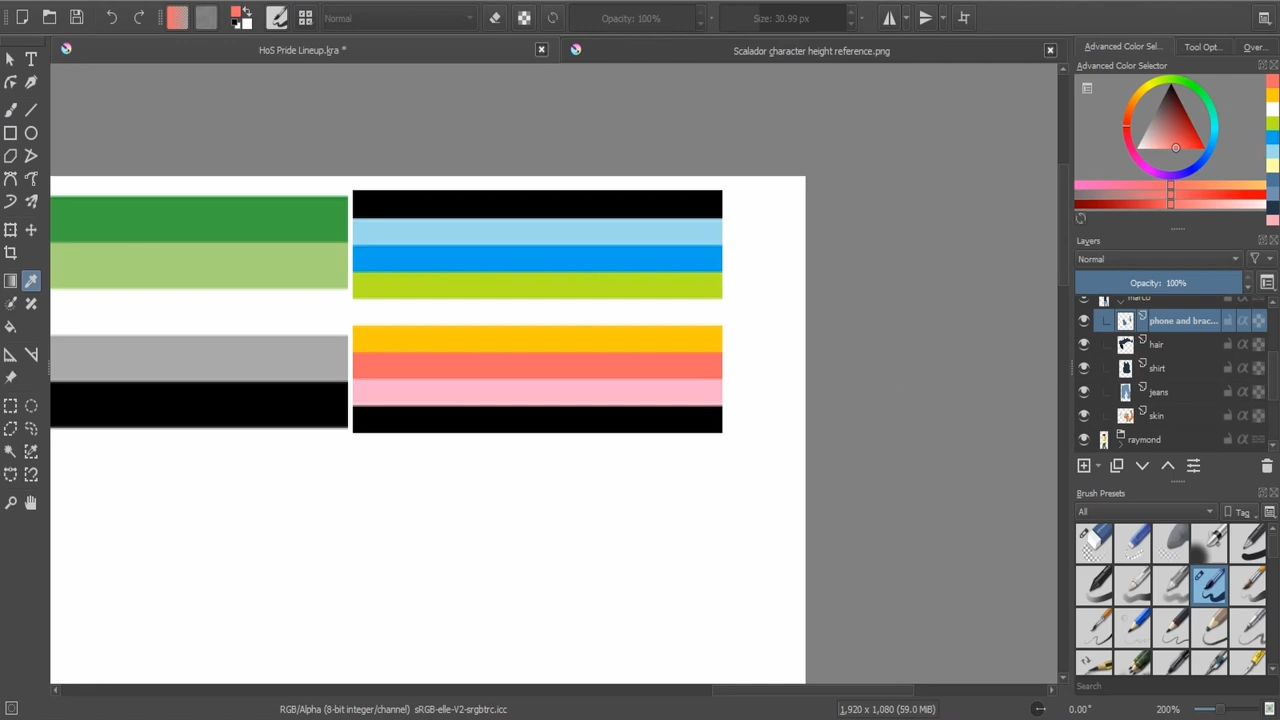 Normal
Opacity: 100%
Size: 30.99 px
HoS Pride Lineup.kra *
Scalador character height reference.png
Advanced Color Sel...
Tool Opt...
Over...
Advanced Color Selector
Layers
Normal
Opacity: 100%
marco
phone and brac...
hair
shirt
jeans
skin
raymond
Brush Presets
All
Tag
Search
RGB/Alpha (8-bit integer/channel) sRGB-elle-V2-srgbtrc.icc
1,920 x 1,080 (59.0 MiB)
0.00°
200%